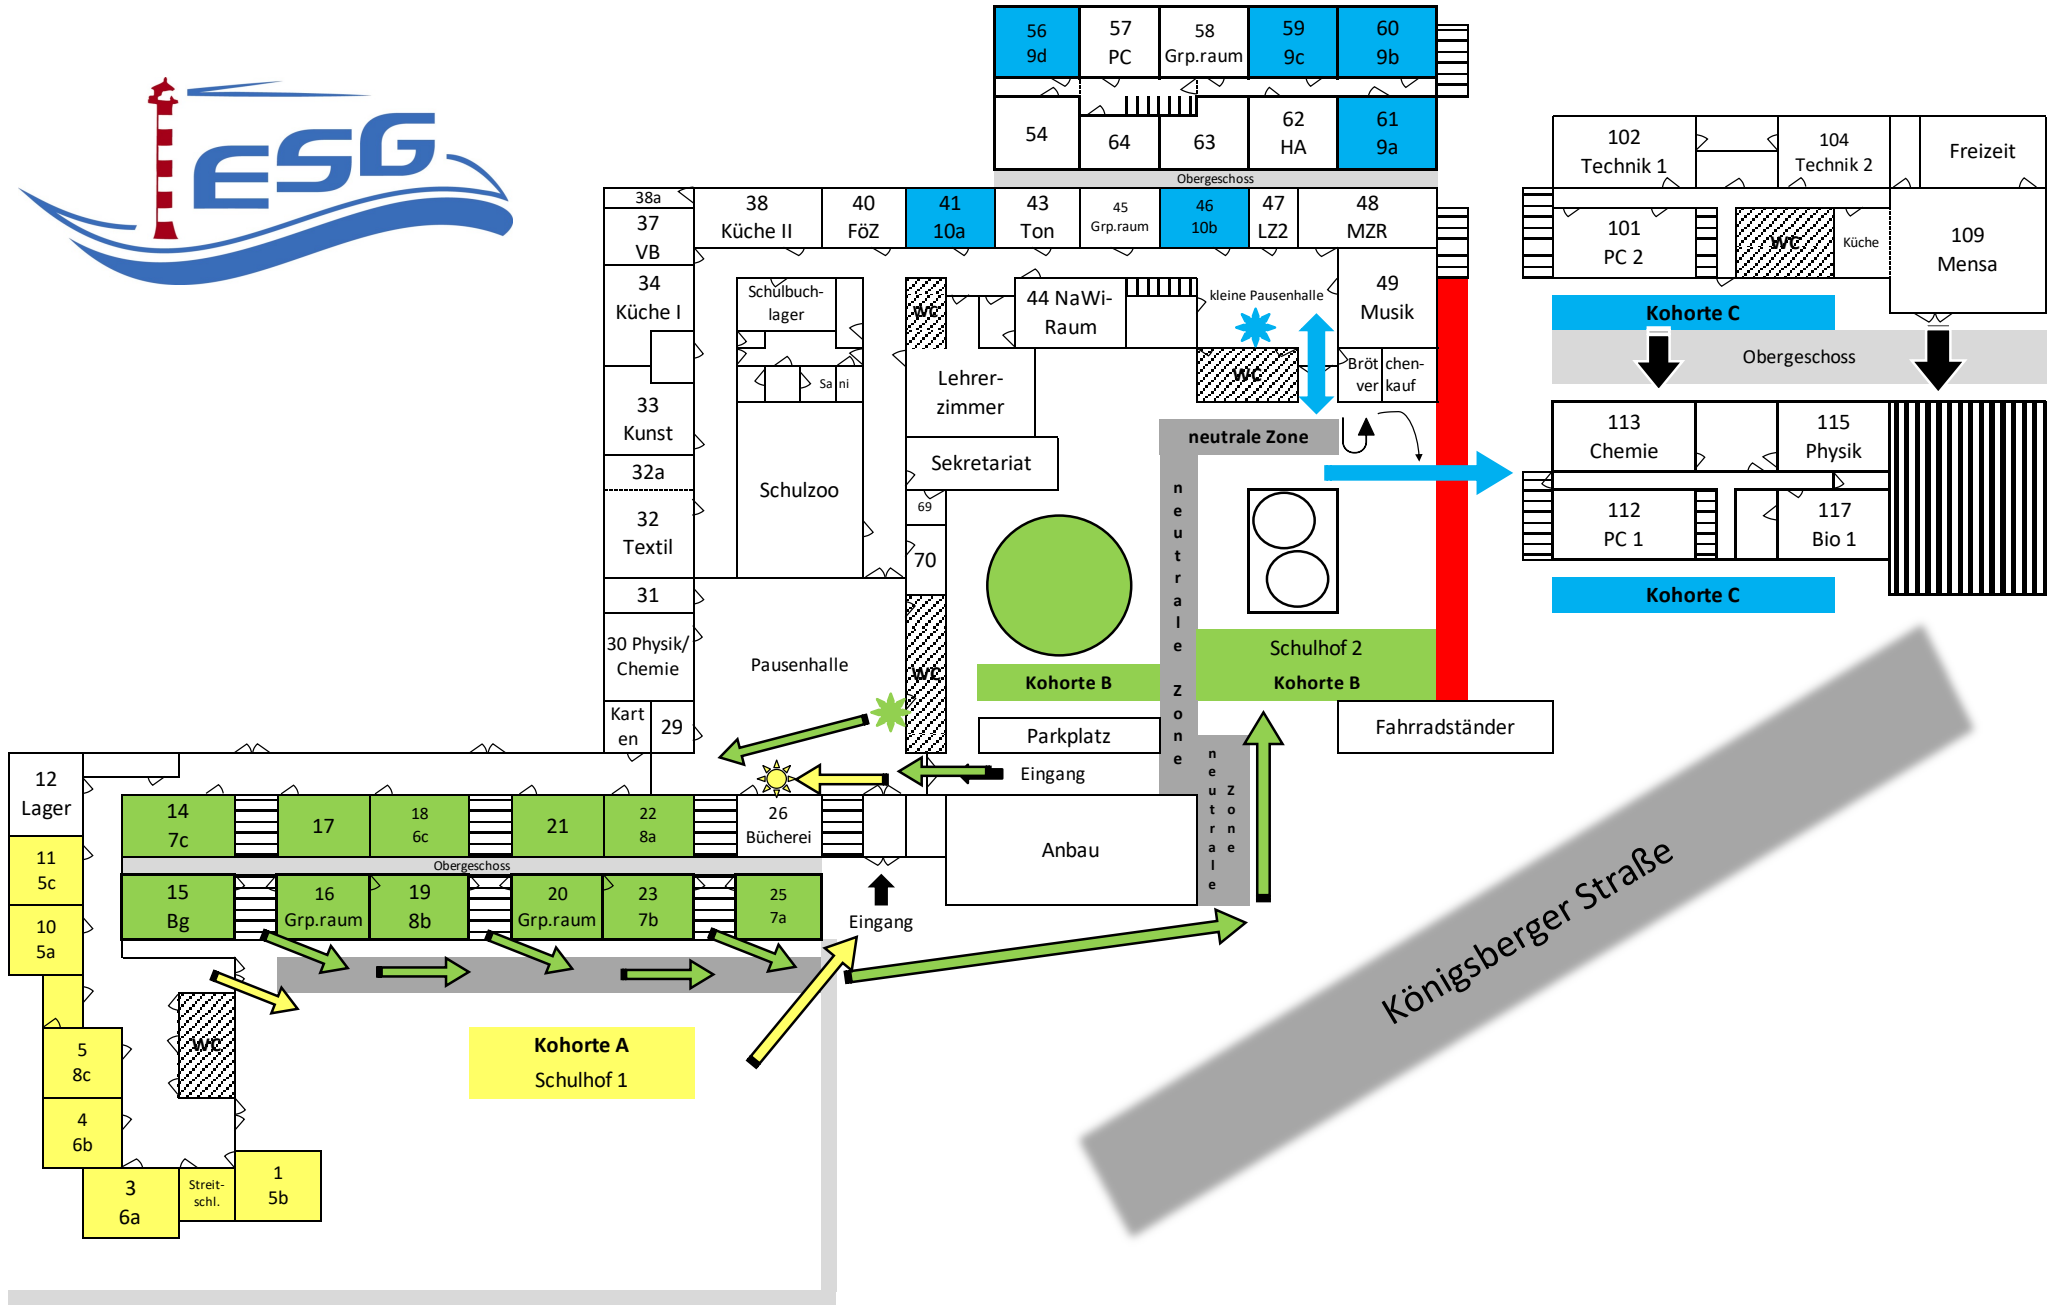 ESG
56
9d
57
PC
58
Grp.raum
59
9c
60
9b
54
64
63
62
HA
61
9a
Obergeschoss
38a
37
VB
38
Küche II
40
FöZ
41
10a
43
Ton
45
Grp.raum
46
10b
47
LZ2
48
MZR
34
Küche I
Schulbuch-
lager
WC
44 NaWi-
Raum
kleine Pausenhalle
49
Musik
WC
Bröt chen-
ver kauf
Sa ni
Lehrer-
zimmer
33
Kunst
neutrale Zone
32a
Sekretariat
Schulzoo
69
32
Textil
70
neutrale Zone
31
30 Physik/
Chemie
Pausenhalle
WC
Kohorte B
Schulhof 2
Kohorte B
Kart
en
29
Parkplatz
Fahrradständer
Eingang
neutrale Zone
102
Technik 1
104
Technik 2
Freizeit
101
PC 2
WC
Küche
109
Mensa
Kohorte C
Obergeschoss
113
Chemie
115
Physik
112
PC 1
117
Bio 1
Kohorte C
12
Lager
14
7c
17
18
6c
21
22
8a
26
Bücherei
Anbau
11
5c
Obergeschoss
15
Bg
16
Grp.raum
19
8b
20
Grp.raum
23
7b
25
7a
Eingang
10
5a
WC
5
8c
Kohorte A
Schulhof 1
4
6b
3
6a
Streit-
schl.
1
5b
Königsberger Straße